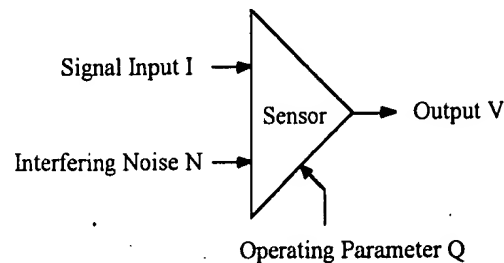 Signal Input I
Sensor
Output V
Interfering Noise N
Operating Parameter Q